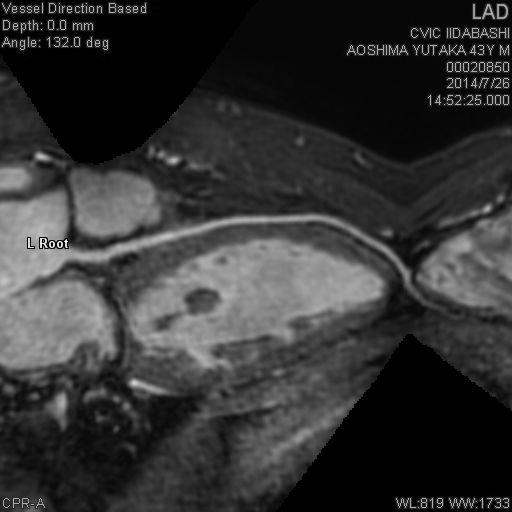 Vessel Direction Based
Depth: 0.0 mm
Angle: 132.0 deg
LAD
CVIC IIDABASHI
AOSHIMA YUTAKA 43Y M
00020850
2014/7/26
14:52:25.000
L Root
CPR-A
WL:819 WW:1733